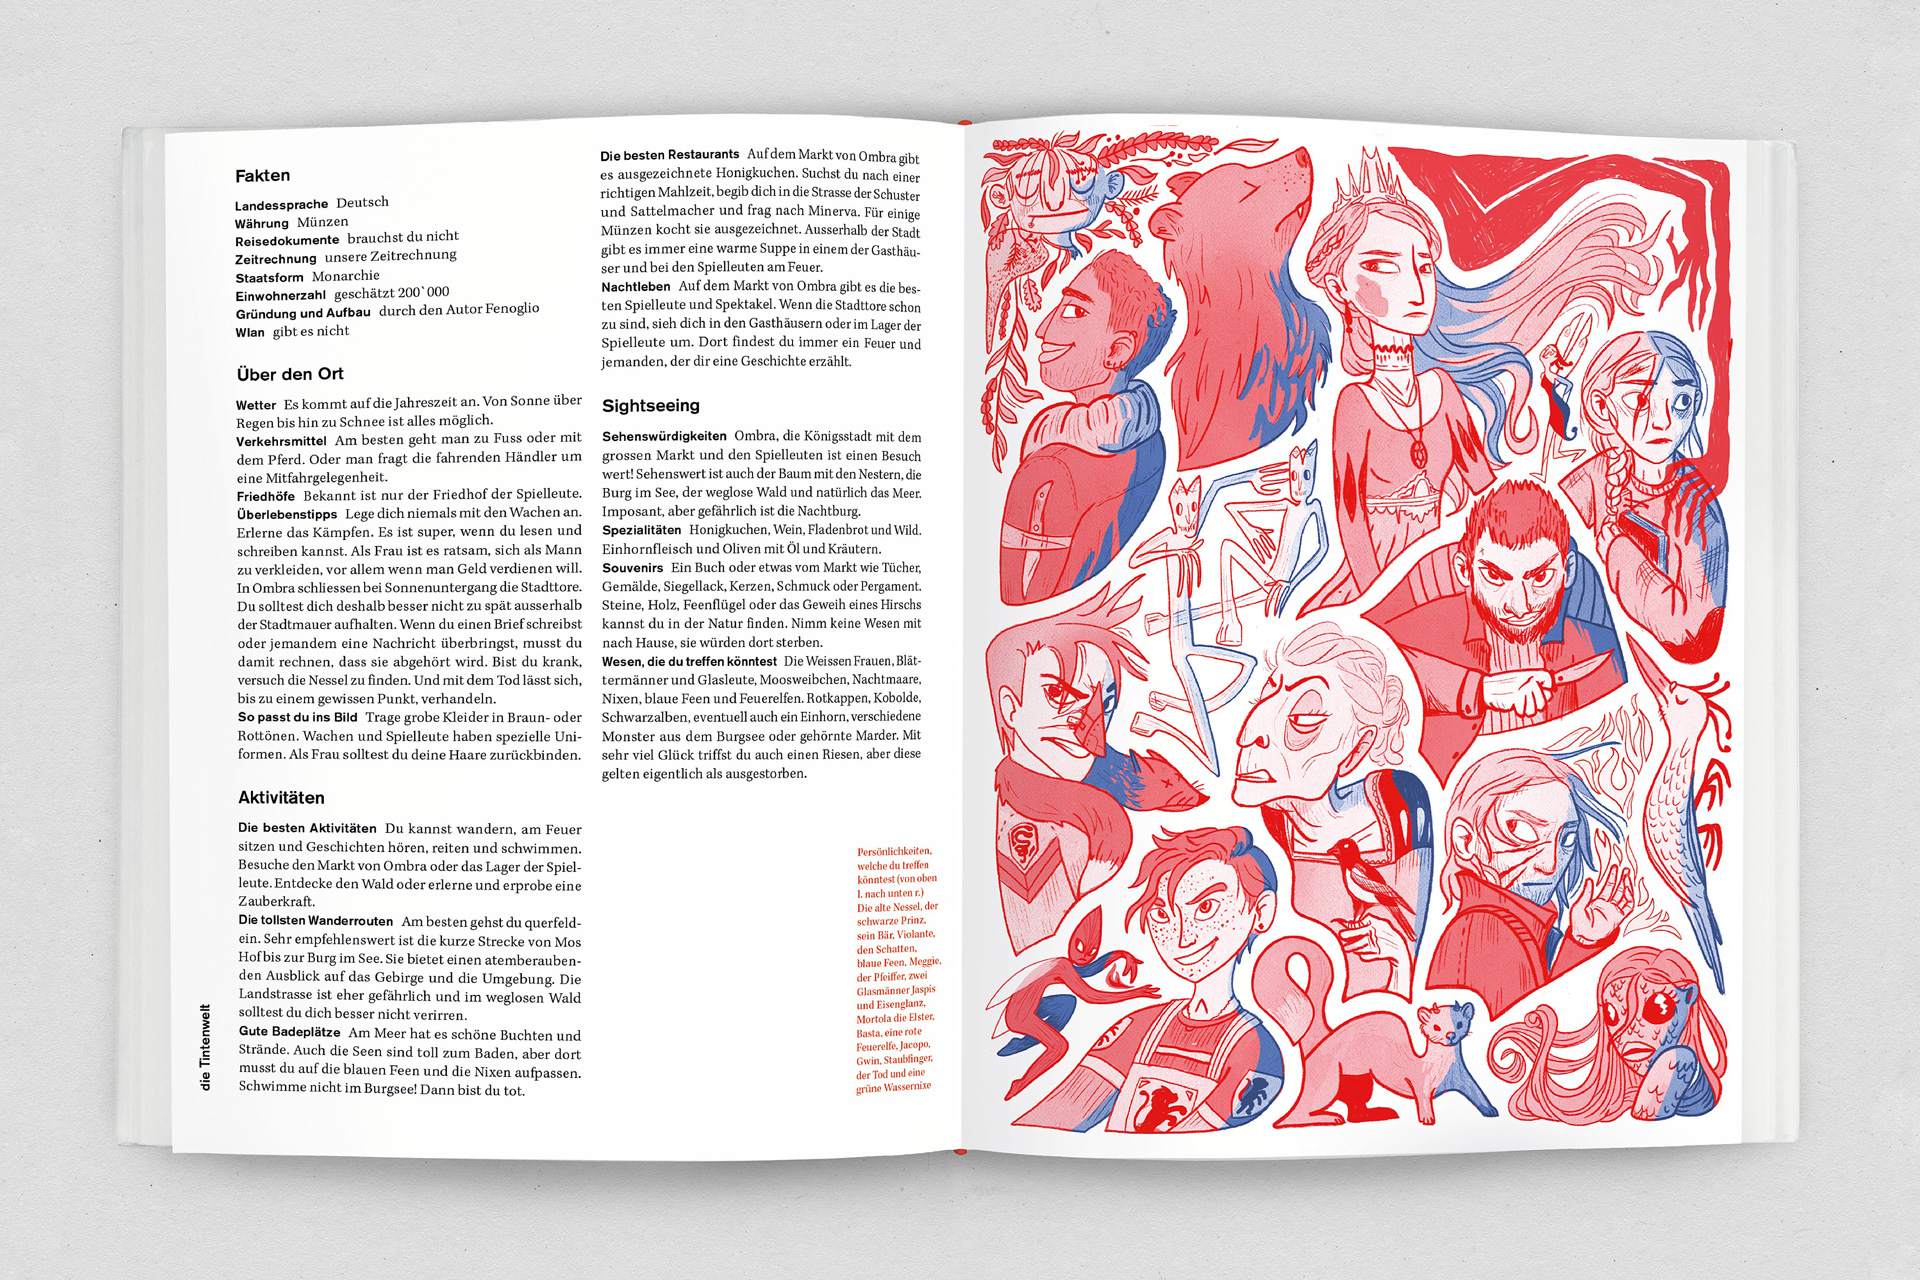 Fakten
Landessprache Deutsch
Währung Münzen
Reisedokumente brauchst du nicht
Zeitrechnung unsere Zeitrechnung
Staatsform Monarchie
Einwohnerzahl geschätzt 200`000
Gründung und Aufbau durch den Autor Fenoglio
Wlan gibt es nicht
Über den Ort
Wetter Es kommt auf die Jahreszeit an. Von Sonne über
Regen bis hin zu Schnee ist alles möglich.
Verkehrsmittel Am besten geht man zu Fuss oder mit
dem Pferd. Oder man fragt die fahrenden Händler um
eine Mitfahrgelegenheit.
Friedhöfe Bekannt ist nur der Friedhof der Spielleute.
Überlebenstipps Lege dich niemals mit den Wachen an.
Erlerne das Kämpfen. Es ist super, wenn du lesen und
schreiben kannst. Als Frau ist es ratsam, sich als Mann
zu verkleiden, vor allem wenn man Geld verdienen will.
In Ombra schliessen bei Sonnenuntergang die Stadttore.
Du solltest dich deshalb besser nicht zu spät ausserhalb
der Stadtmauer aufhalten. Wenn du einen Brief schreibst
oder jemandem eine Nachricht überbringst, musst du
damit rechnen, dass sie abgehört wird. Bist du krank,
versuch die Nessel zu finden. Und mit dem Tod lässt sich,
bis zu einem gewissen Punkt, verhandeln.
So passt du ins Bild Trage grobe Kleider in Braun- oder
Rottönen. Wachen und Spielleute haben spezielle Uni-
formen. Als Frau solltest du deine Haare zurückbinden.
Aktivitäten
Die besten Aktivitäten Du kannst wandern, am Feuer
sitzen und Geschichten hören, reiten und schwimmen.
Besuche den Markt von Ombra oder das Lager der Spiel-
leute. Entdecke den Wald oder erlerne und erprobe eine
Zauberkraft.
Die tollsten Wanderrouten Am besten gehst du querfeld-
ein. Sehr empfehlenswert ist die kurze Strecke von Mos
Hof bis zur Burg im See. Sie bietet einen atemberauben-
den Ausblick auf das Gebirge und die Umgebung. Die
Landstrasse ist eher gefährlich und im weglosen Wald
solltest du dich besser nicht verirren.
Gute Badeplätze Am Meer hat es schöne Buchten und
Strände. Auch die Seen sind toll zum Baden, aber dort
musst du auf die blauen Feen und die Nixen aufpassen.
Schwimme nicht im Burgsee! Dann bist du tot.
die Tintenwelt
Die besten Restaurants Auf dem Markt von Ombra gibt
es ausgezeichnete Honigkuchen. Suchst du nach einer
richtigen Mahlzeit, begib dich in die Strasse der Schuster
und Sattelmacher und frag nach Minerva. Für einige
Münzen kocht sie ausgezeichnet. Ausserhalb der Stadt
gibt es immer eine warme Suppe in einem der Gasthäu-
ser und bei den Spielleuten am Feuer.
Nachtleben Auf dem Markt von Ombra gibt es die bes-
ten Spielleute und Spektakel. Wenn die Stadttore schon
zu sind, sieh dich in den Gasthäusern oder im Lager der
Spielleute um. Dort findest du immer ein Feuer und
jemanden, der dir eine Geschichte erzählt.
Sightseeing
Sehenswürdigkeiten Ombra, die Königsstadt mit dem
grossen Markt und den Spielleuten ist einen Besuch
wert! Sehenswert ist auch der Baum mit den Nestern, die
Burg im See, der weglose Wald und natürlich das Meer.
Imposant, aber gefährlich ist die Nachtburg.
Spezialitäten Honigkuchen, Wein, Fladenbrot und Wild.
Einhornfleisch und Oliven mit Öl und Kräutern.
Souvenirs Ein Buch oder etwas vom Markt wie Tücher,
Gemälde, Siegellack, Kerzen, Schmuck oder Pergament.
Steine, Holz, Feenflügel oder das Geweih eines Hirschs
kannst du in der Natur finden. Nimm keine Wesen mit
nach Hause, sie würden dort sterben.
Wesen, die du treffen könntest Die Weissen Frauen, Blät-
termänner und Glasleute, Moosweibchen, Nachtmaare,
Nixen, blaue Feen und Feuerelfen. Rotkappen, Kobolde,
Schwarzalben, eventuell auch ein Einhorn, verschiedene
Monster aus dem Burgsee oder gehörnte Marder. Mit
sehr viel Glück triffst du auch einen Riesen, aber diese
gelten eigentlich als ausgestorben.
Persönlichkeiten,
welche du treffen
könntest (von oben
l. nach unten r.)
Die alte Nessel, der
schwarze Prinz,
sein Bär, Violante,
den Schatten,
blaue Feen, Meggie,
der Pfeiffer, zwei
Glasmänner Jaspis
und Eisenglanz,
Mortola die Elster,
Basta, eine rote
Feuerelfe, Jacopo,
Gwin, Staubfinger,
der Tod und eine
grüne Wassernixe